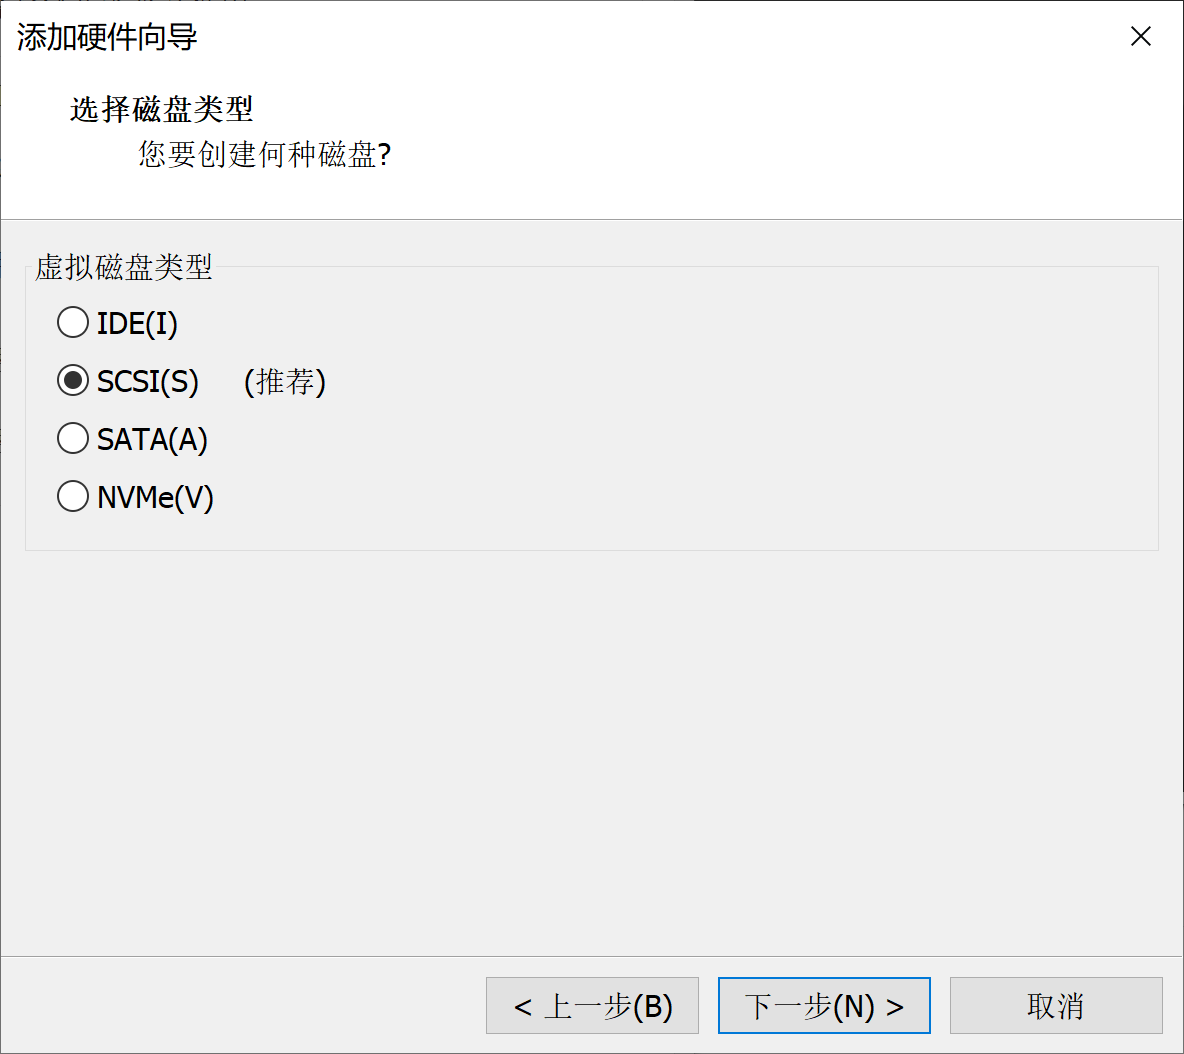 添加硬件向导
选择磁盘类型
您要创建何种磁盘?
虚拟磁盘类型
IDE(I)
SCSI(S) (推荐)
SATA(A)
NVMe(V)
< 上一步(B) 下一步(N) > 取消